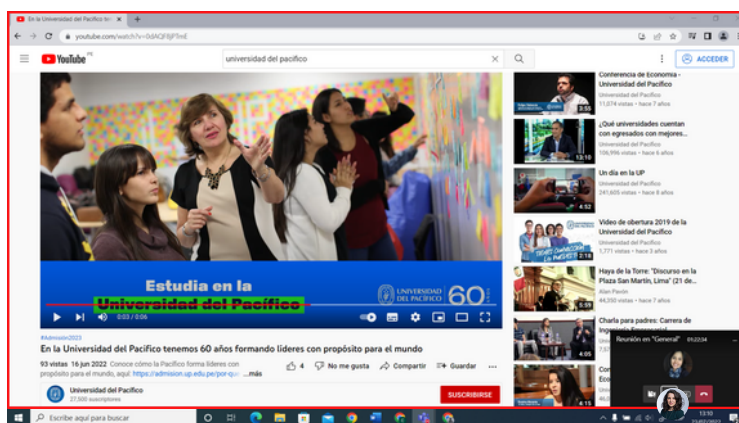 En la Universidad del Pacífico ten
youtube.com/watch?v=0dAQF8jPTmE
YouTube PE
universidad del pacifico
ACCEDER
Estudia en la
Universidad del Pacífico
UNIVERSIDAD
DEL PACÍFICO
60
AÑOS
0:03 / 0:06
#Admision2023
En la Universidad del Pacífico tenemos 60 años formando líderes con propósito para el mundo
93 vistas 16 jun 2022 Conoce cómo la Pacífico forma líderes con
propósito para el mundo, aquí: https://admision.up.edu.pe/por-que-... ...más
4
No me gusta
Compartir
Guardar
Universidad del Pacífico
27,500 suscriptores
SUSCRIBIRSE
Conferencia de Economía -
Universidad del Pacífico
Universidad del Pacífico
11,074 vistas • hace 7 años
3:55
¿Qué universidades cuentan
con egresados con mejores...
Universidad del Pacífico
106,996 vistas • hace 6 años
13:10
Un día en la UP
Universidad del Pacífico
241,605 vistas • hace 8 años
4:52
Video de obertura 2019 de la
Universidad del Pacífico
Universidad del Pacífico
1,771 vistas • hace 3 años
2:18
Haya de la Torre: "Discurso en la
Plaza San Martín, Lima" (21 de...
Alan Pavón
44,350 vistas • hace 7 años
5:59
Charla para padres: Carrera de
Ingeniería Empresarial
4:05
6:15
Reunión en "General"
01:22:34
Escribe aquí para buscar
13:10